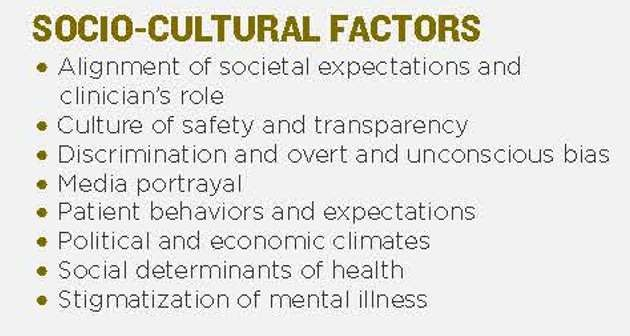 SOCIO-CULTURAL FACTORS
• Alignment of societal expectations and
clinician's role
• Culture of safety and transparency
• Discrimination and overt and unconscious bias
• Media portrayal
• Patient behaviors and expectations
• Political and economic climates
• Social determinants of health
• Stigmatization of mental illness